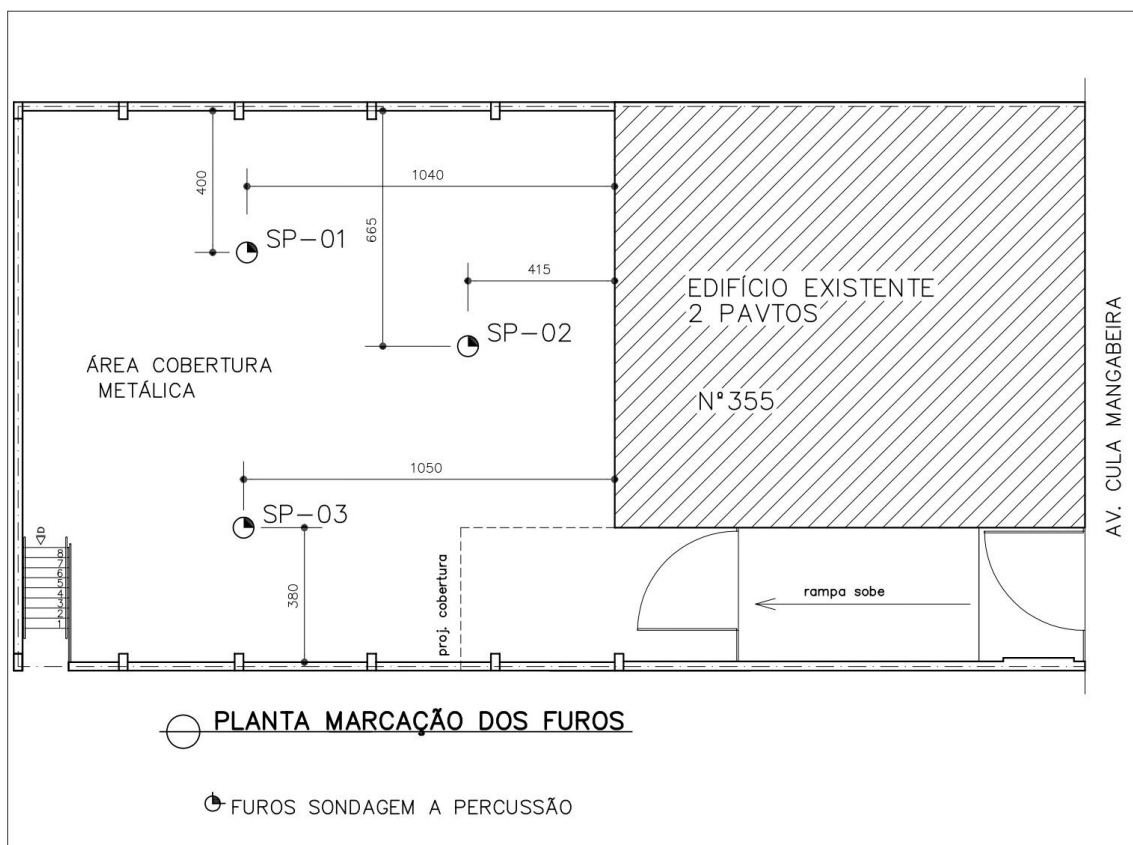 1040
400
665
SP-01
415
EDIFÍCIO EXISTENTE
2 PAVTOS
SP-02
ÁREA COBERTURA
METÁLICA
Nº 355
AV. CULA MANGABEIRA
1050
SP-03
D
8
7
6
5
4
3
2
1
380
proj. cobertura
rampa sobe
PLANTA MARCAÇÃO DOS FUROS
FUROS SONDAGEM A PERCUSSÃO